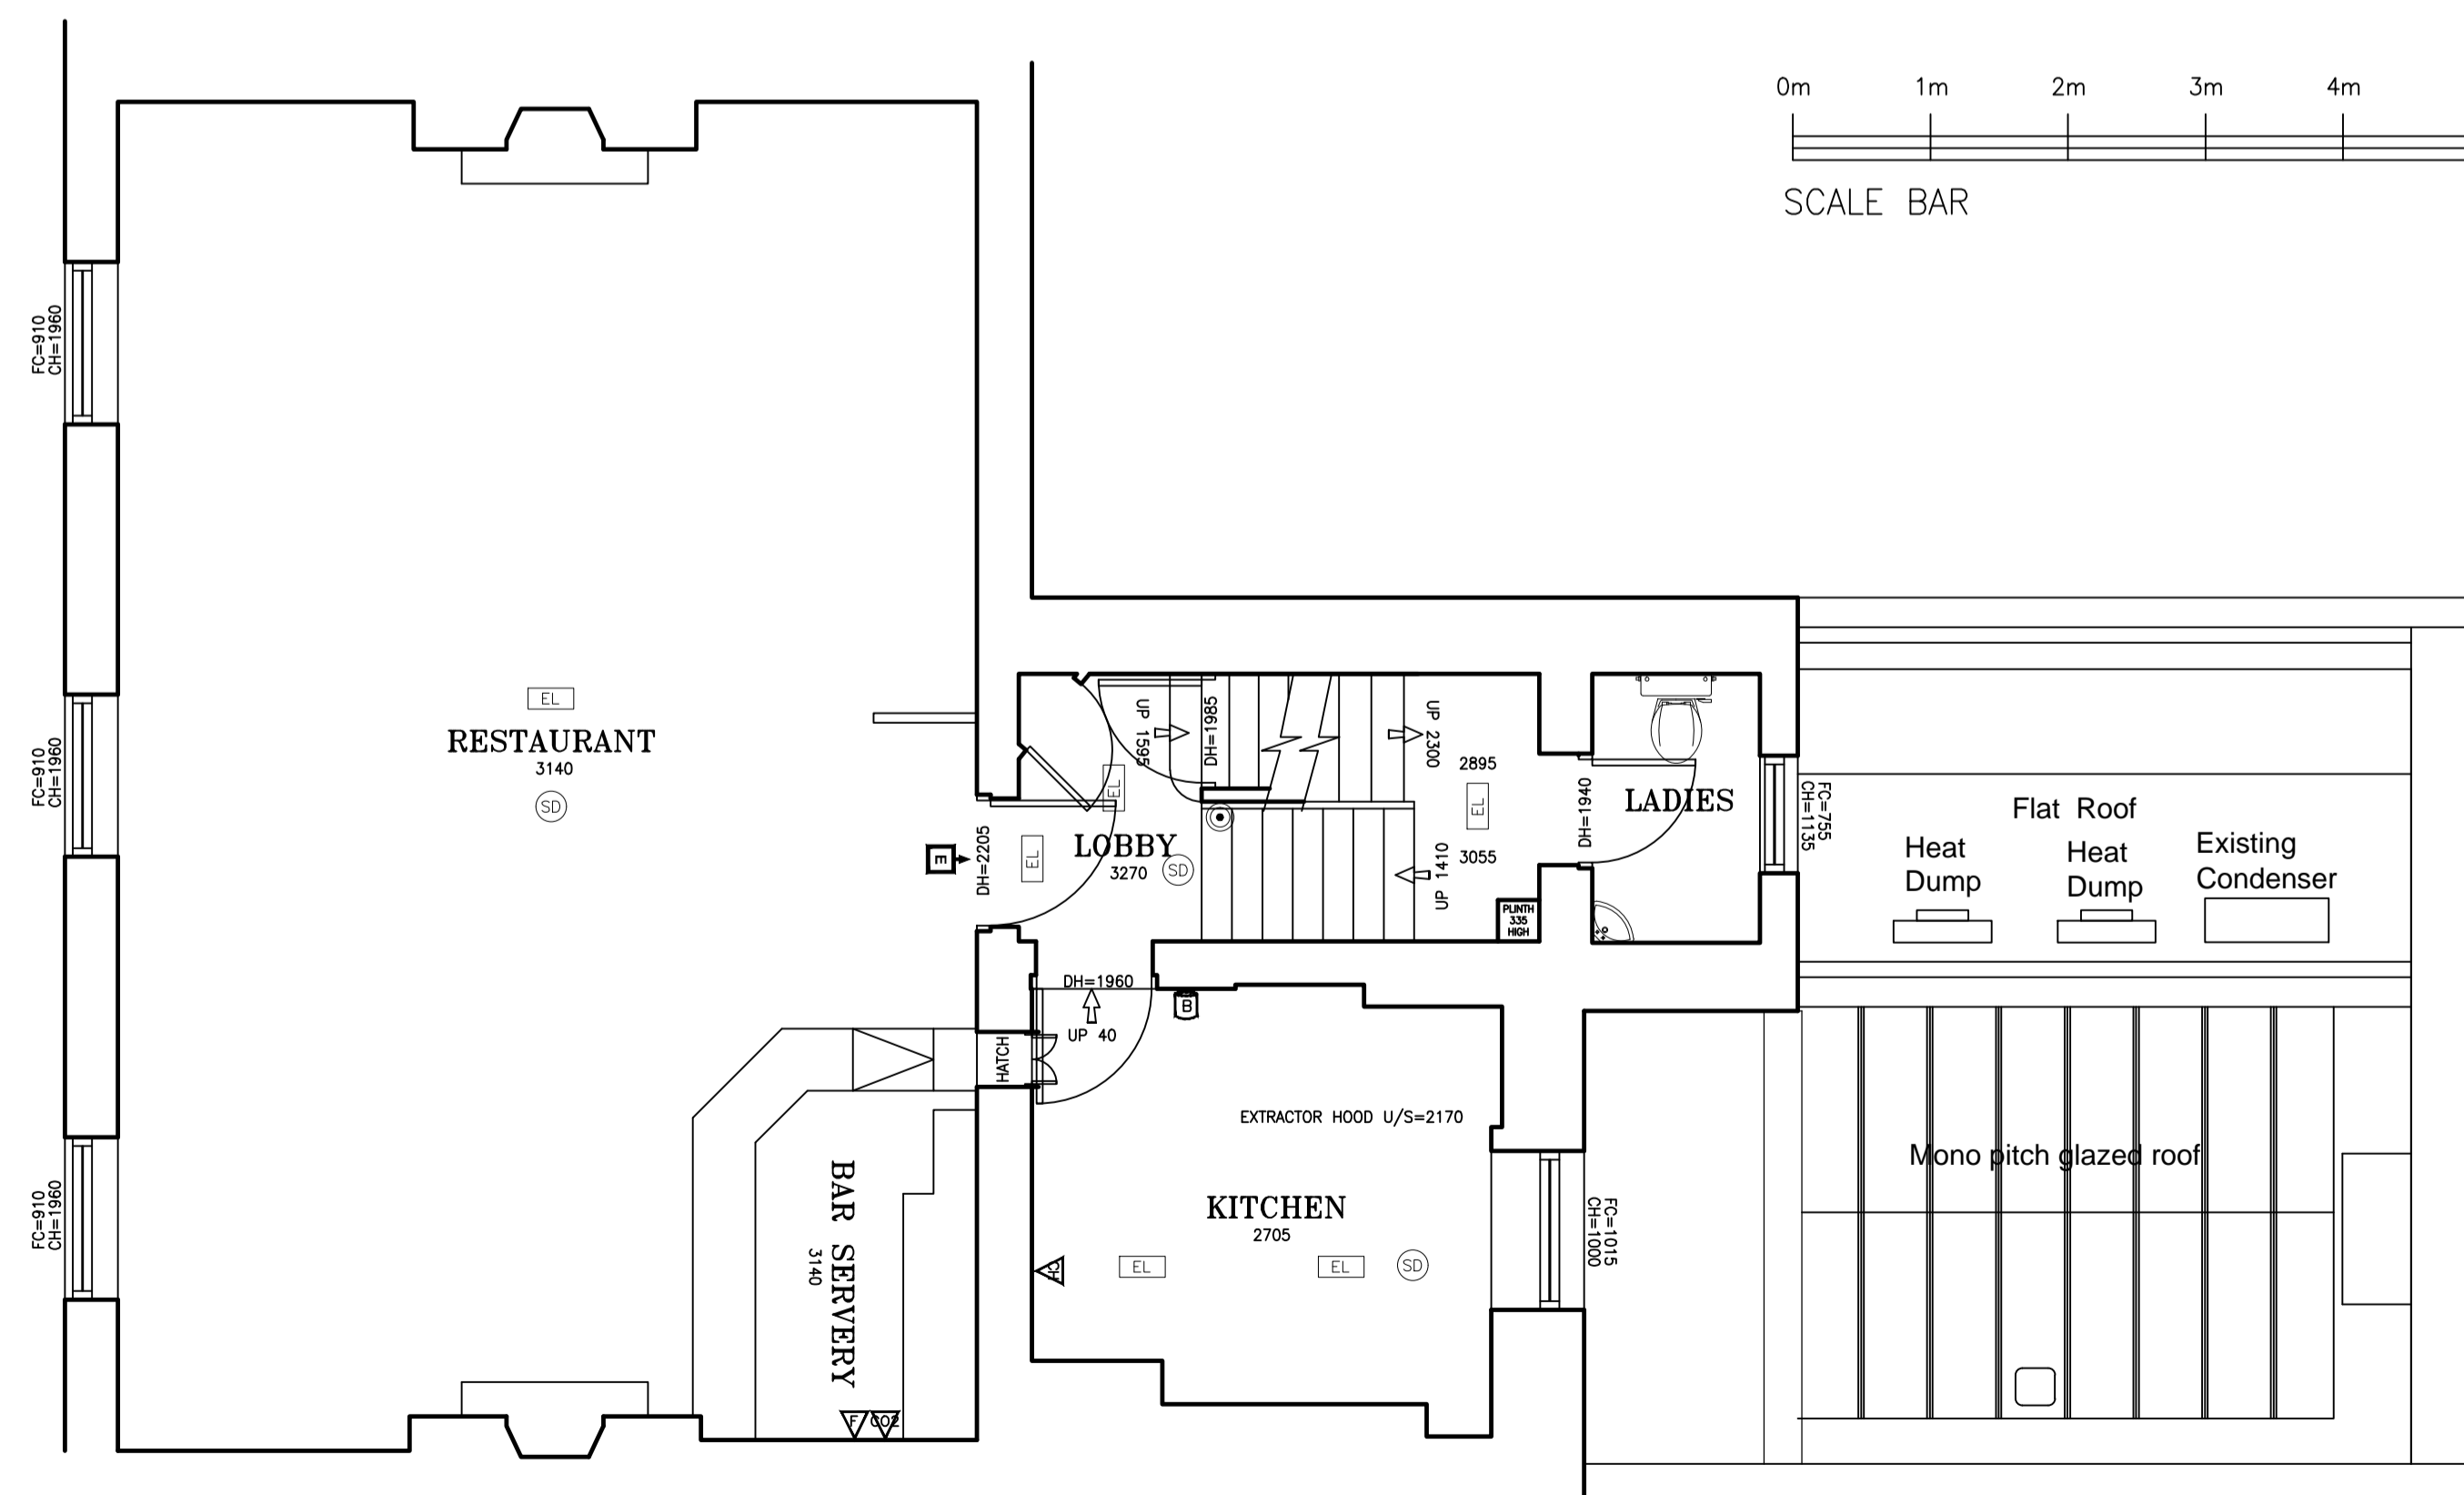 0m 1m 2m 3m 4m
SCALE BAR
FC=910
CH=1960
FC=910
CH=1960
FC=910
CH=1960
EL
RESTAURANT
3140
SD
E
DH=2205
EL
LOBBY
3270
SD
EL
UP 1595
DH=1985
UP 2300
2895
EL
3055
UP 1410
PLINTH
335
HIGH
DH=1940
LADIES
FC=755
CH=1135
Flat Roof
Heat
Dump
Heat
Dump
Existing
Condenser
DH=1960
UP 40
B
HATCH
EXTRACTOR HOOD U/S=2170
KITCHEN
2705
EL
EL
SD
CH
FC=1015
CH=1000
BAR SERVERY
3140
F
CO2
Mono pitch glazed roof